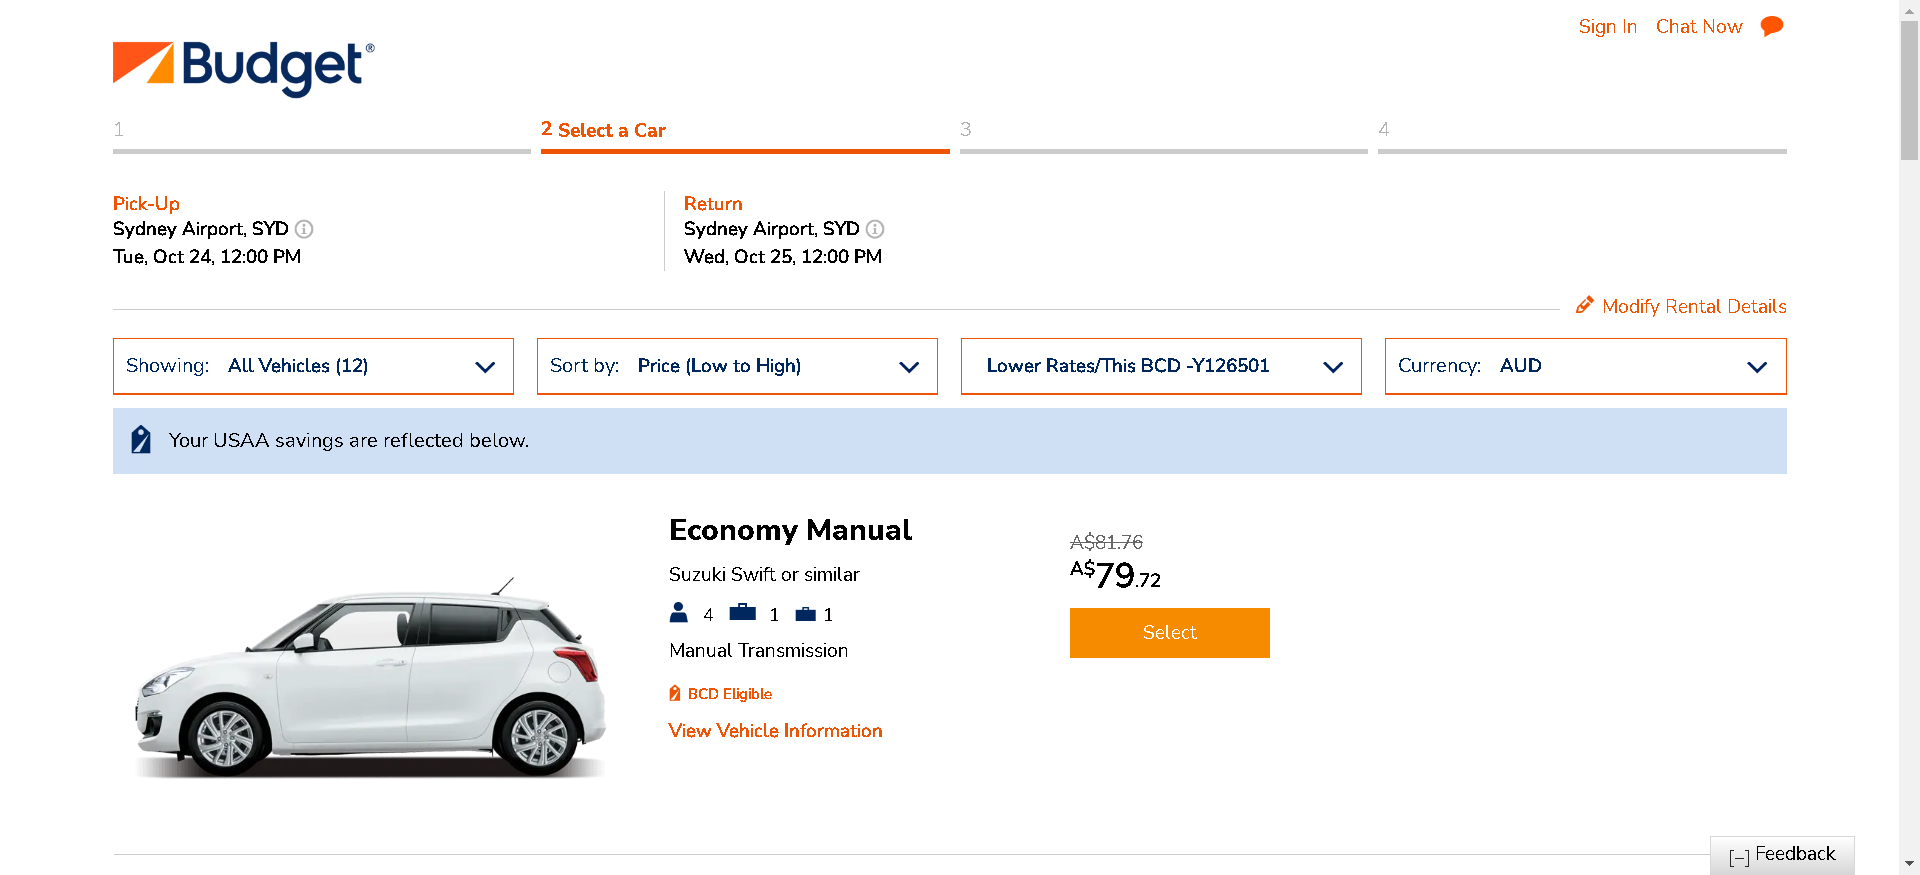 Sign In Chat Now
Budget®
1
2 Select a Car
3
4
Pick-Up
Sydney Airport, SYD
Tue, Oct 24, 12:00 PM
Return
Sydney Airport, SYD
Wed, Oct 25, 12:00 PM
Modify Rental Details
Showing: All Vehicles (12)
Sort by: Price (Low to High)
Lower Rates/This BCD -Y126501
Currency: AUD
Your USAA savings are reflected below.
Economy Manual
Suzuki Swift or similar
4 1 1
Manual Transmission
BCD Eligible
View Vehicle Information
A$81.76
A$79.72
Select
[–] Feedback